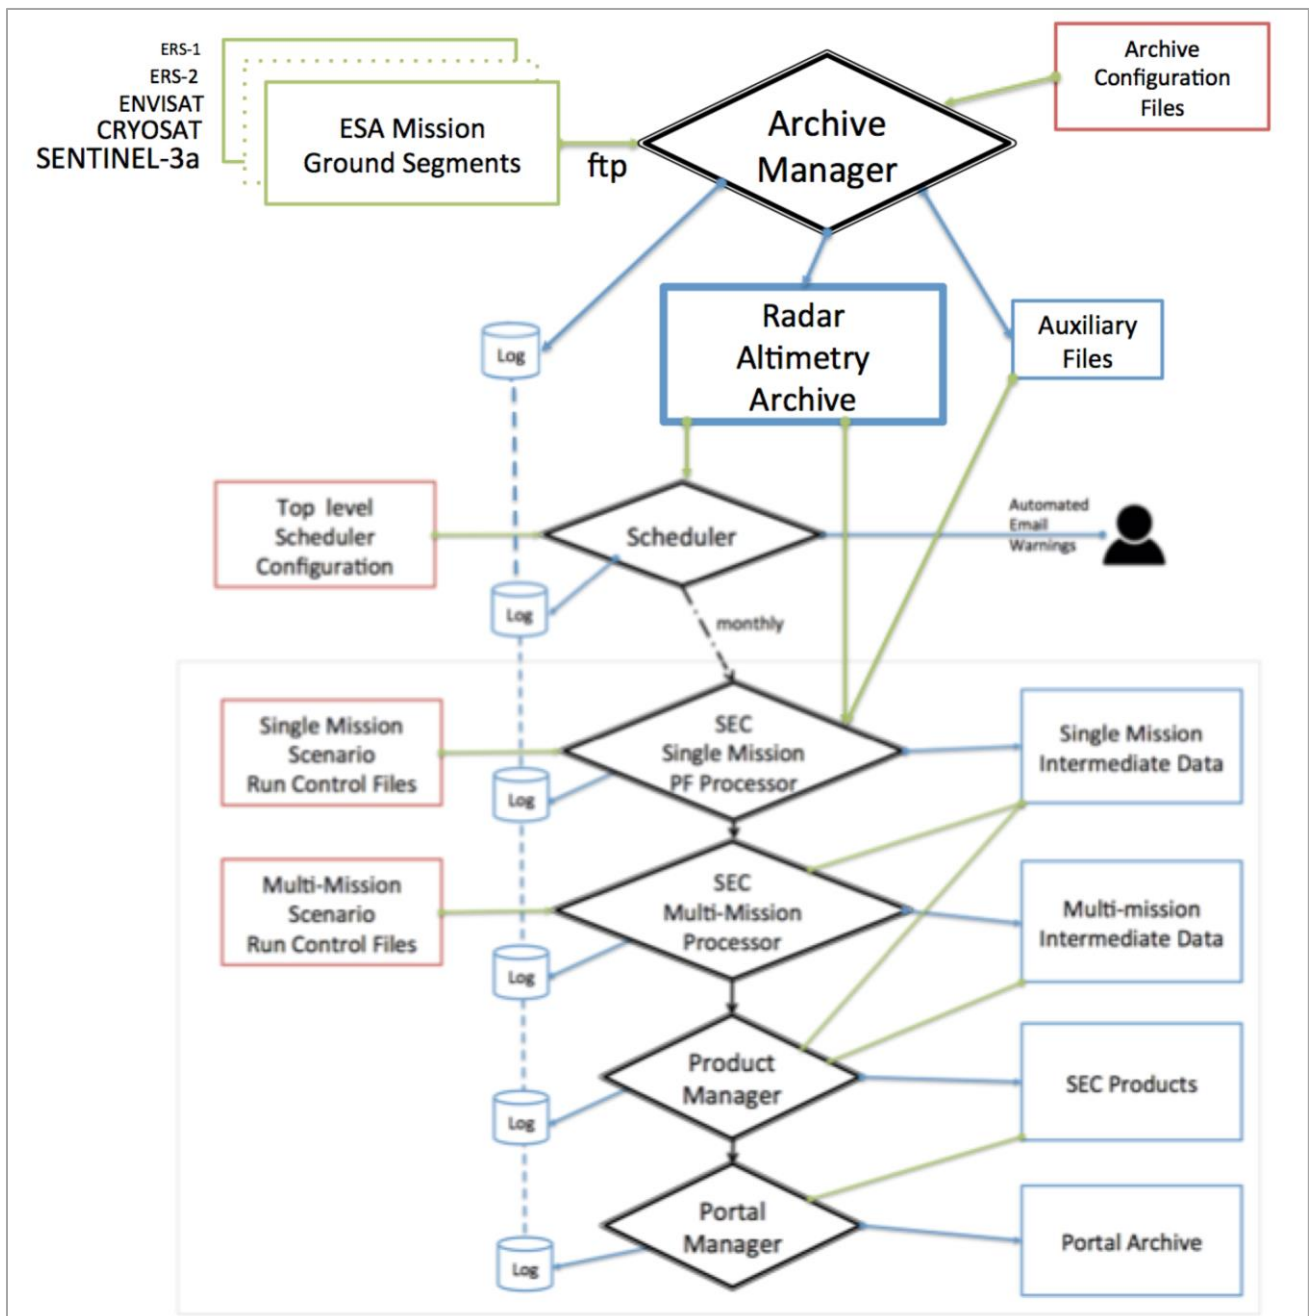 ERS-1
ERS-2
ENVISAT
CRYOSAT
SENTINEL-3a
ESA Mission
Ground Segments
ftp
Archive
Manager
Archive
Configuration
Files
Log
Radar
Altimetry
Archive
Auxiliary
Files
Top level
Scheduler
Configuration
Scheduler
Automated
Email
Warnings
Log
monthly
Single Mission
Scenario
Run Control Files
SEC
Single Mission
PF Processor
Single Mission
Intermediate Data
Log
Multi-Mission
Scenario
Run Control Files
SEC
Multi-Mission
Processor
Multi-mission
Intermediate Data
Log
Product
Manager
SEC Products
Log
Portal
Manager
Portal Archive
Log